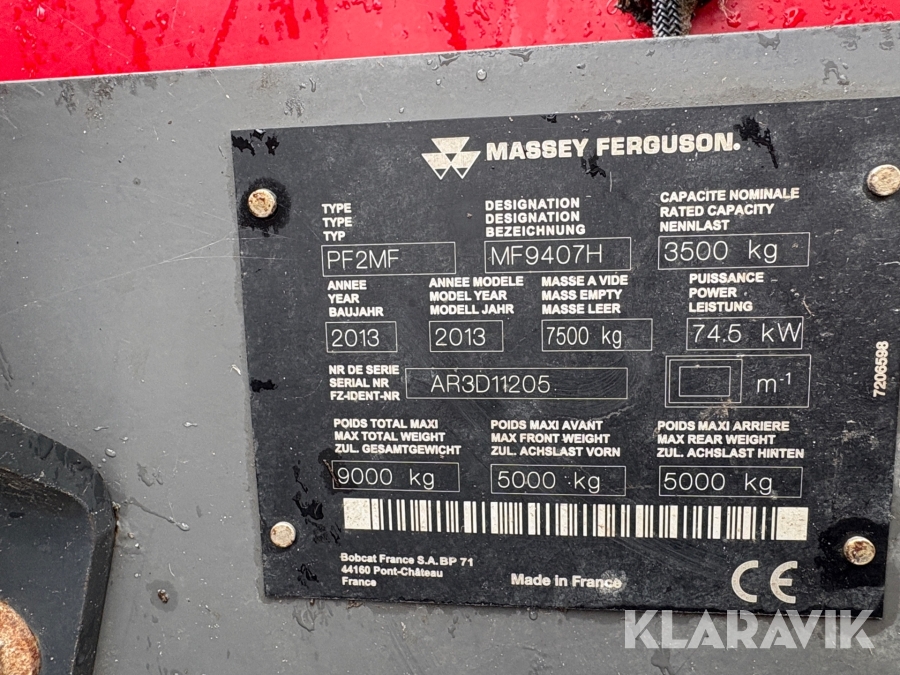 MASSEY FERGUSON.
TYPE
TYPE
TYP
PF2MF
DESIGNATION
DESIGNATION
BEZEICHNUNG
MF9407H
CAPACITE NOMINALE
RATED CAPACITY
NENNLAST
3500 kg
ANNEE
YEAR
BAUJAHR
2013
ANNEE MODELE
MODEL YEAR
MODELL JAHR
2013
MASSE A VIDE
MASS EMPTY
MASSE LEER
7500 kg
PUISSANCE
POWER
LEISTUNG
74.5 kW
NR DE SERIE
SERIAL NR
FZ-IDENT-NR
AR3D11205
m-1
7206598
POIDS TOTAL MAXI
MAX TOTAL WEIGHT
ZUL. GESAMTGEWICHT
9000 kg
POIDS MAXI AVANT
MAX FRONT WEIGHT
ZUL. ACHSLAST VORN
5000 kg
POIDS MAXI ARRIERE
MAX REAR WEIGHT
ZUL. ACHSLAST HINTEN
5000 kg
Bobcat France S.A. BP 71
44160 Pont-Château
France
Made in France
CE
KLARAVIK